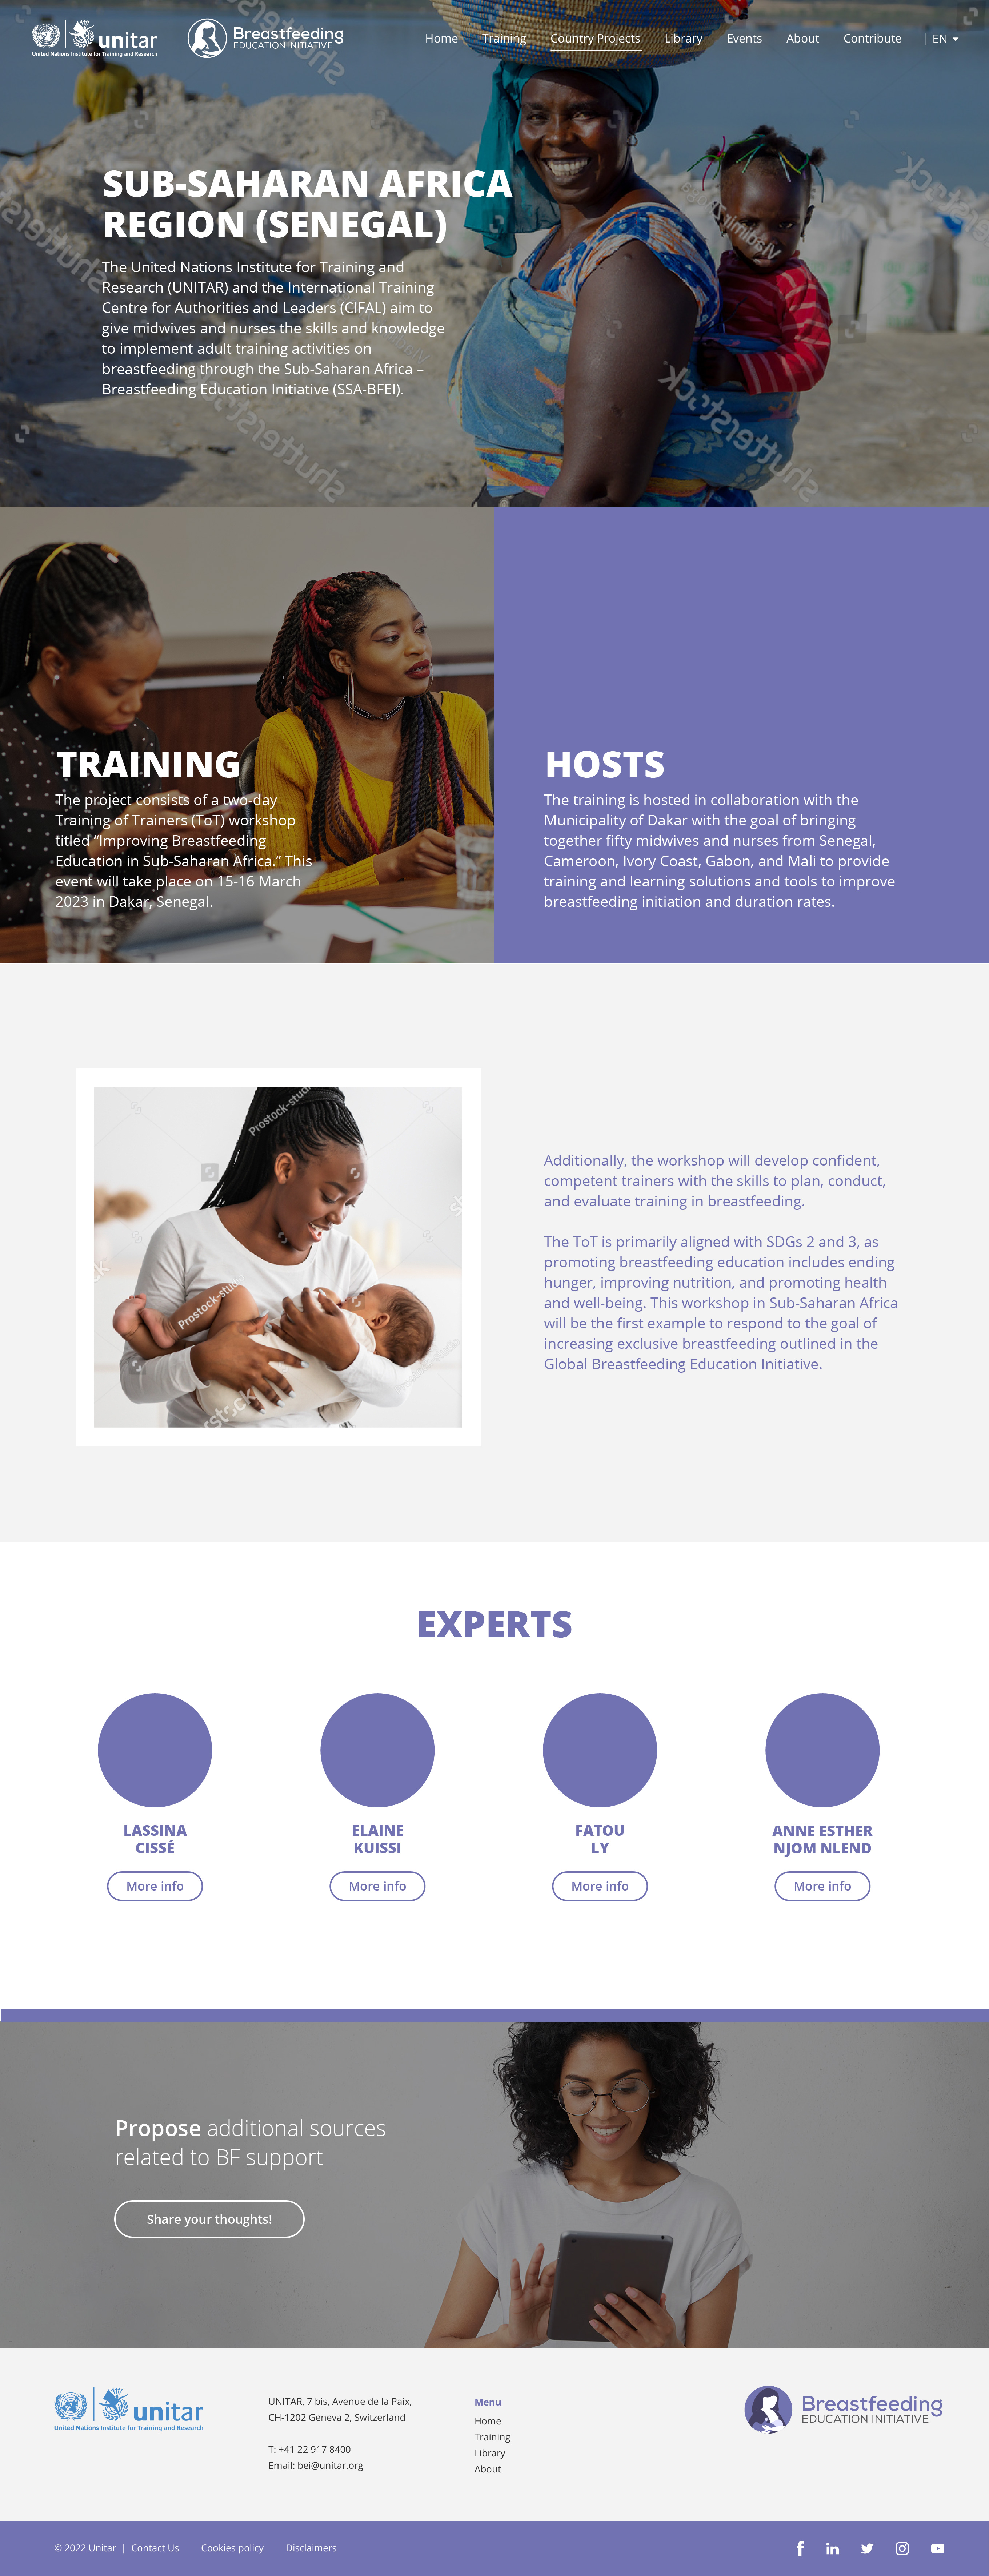 unitar
United Nations Institute for Training and Research
Breastfeeding
EDUCATION INITIATIVE
Home Training Country Projects Library Events About Contribute | EN
SUB-SAHARAN AFRICA
REGION (SENEGAL)
The United Nations Institute for Training and
Research (UNITAR) and the International Training
Centre for Authorities and Leaders (CIFAL) aim to
give midwives and nurses the skills and knowledge
to implement adult training activities on
breastfeeding through the Sub-Saharan Africa –
Breastfeeding Education Initiative (SSA-BFEI).
shutterstock
shutterstock
TRAINING
The project consists of a two-day
Training of Trainers (ToT) workshop
titled “Improving Breastfeeding
Education in Sub-Saharan Africa.” This
event will take place on 15-16 March
2023 in Dakar, Senegal.
HOSTS
The training is hosted in collaboration with the
Municipality of Dakar with the goal of bringing
together fifty midwives and nurses from Senegal,
Cameroon, Ivory Coast, Gabon, and Mali to provide
training and learning solutions and tools to improve
breastfeeding initiation and duration rates.
Prostock-studio
Prostock-studio
Additionally, the workshop will develop confident,
competent trainers with the skills to plan, conduct,
and evaluate training in breastfeeding.
The ToT is primarily aligned with SDGs 2 and 3, as
promoting breastfeeding education includes ending
hunger, improving nutrition, and promoting health
and well-being. This workshop in Sub-Saharan Africa
will be the first example to respond to the goal of
increasing exclusive breastfeeding outlined in the
Global Breastfeeding Education Initiative.
EXPERTS
LASSINA
CISSÉ
More info
ELAINE
KUISSI
More info
FATOU
LY
More info
ANNE ESTHER
NJOM NLEND
More info
Propose additional sources
related to BF support
Share your thoughts!
unitar
United Nations Institute for Training and Research
UNITAR, 7 bis, Avenue de la Paix,
CH-1202 Geneva 2, Switzerland
T: +41 22 917 8400
Email: bei@unitar.org
Menu
Home
Training
Library
About
Breastfeeding
EDUCATION INITIATIVE
© 2022 Unitar | Contact Us Cookies policy Disclaimers